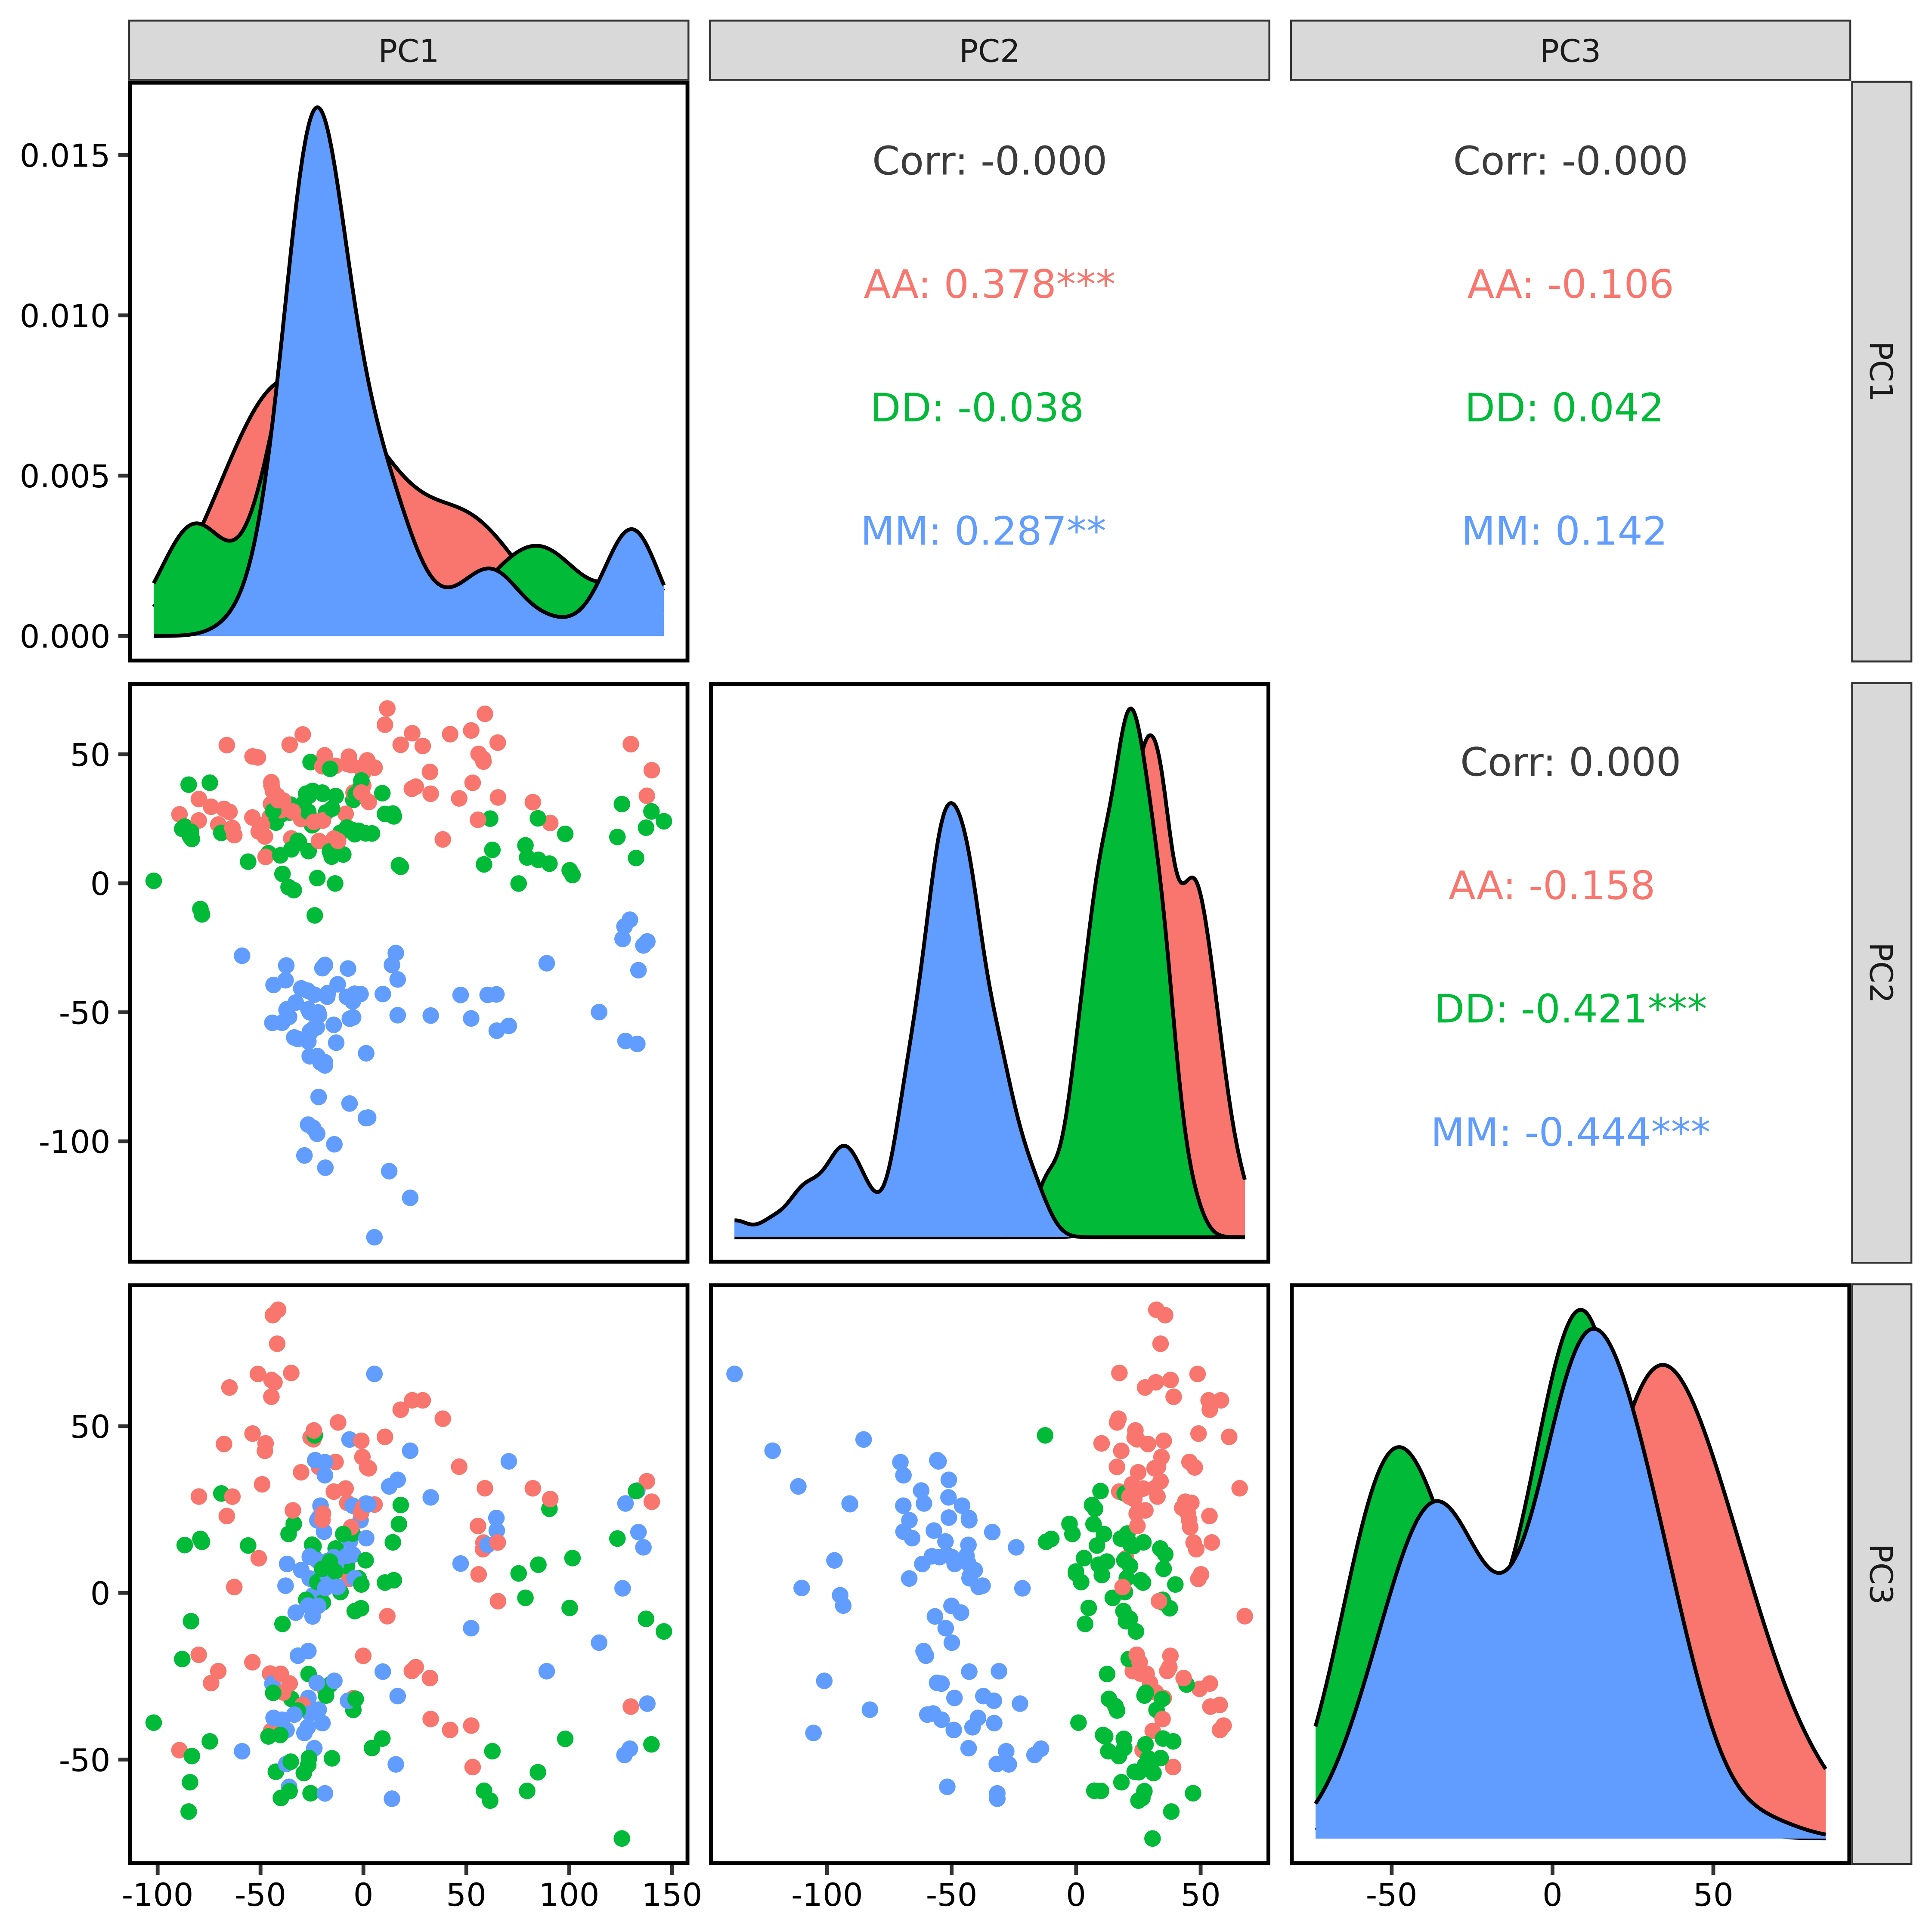 PC1
PC2
PC3
0.015
0.010
0.005
0.000
Corr: -0.000
AA: 0.378***
DD: -0.038
MM: 0.287**
Corr: -0.000
AA: -0.106
DD: 0.042
MM: 0.142
PC1
50
0
-50
-100
Corr: 0.000
AA: -0.158
DD: -0.421***
MM: -0.444***
PC2
50
0
-50
PC3
-100
-50
0
50
100
150
-100
-50
0
50
-50
0
50